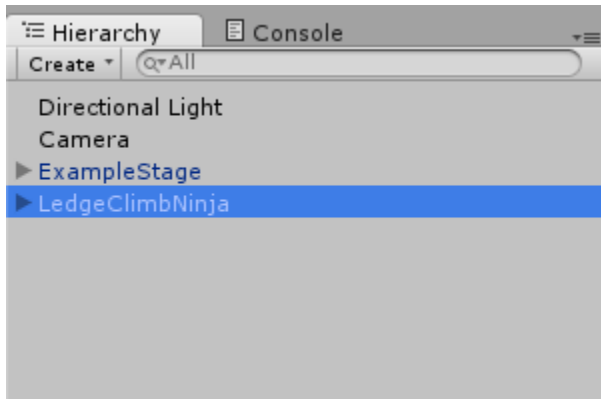 Hierarchy Console
Create All
Directional Light
Camera
ExampleStage
LedgeClimbNinja